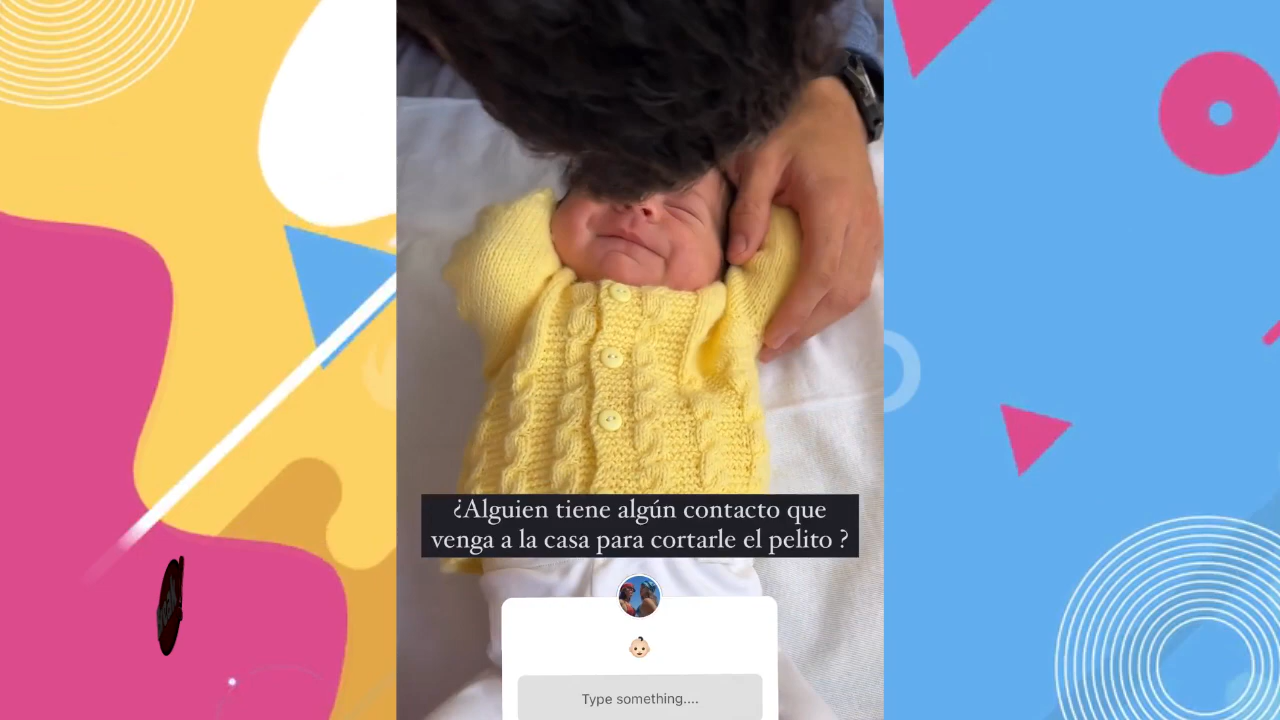 ¿Alguien tiene algún contacto que
venga a la casa para cortarle el pelito ?
Type something....